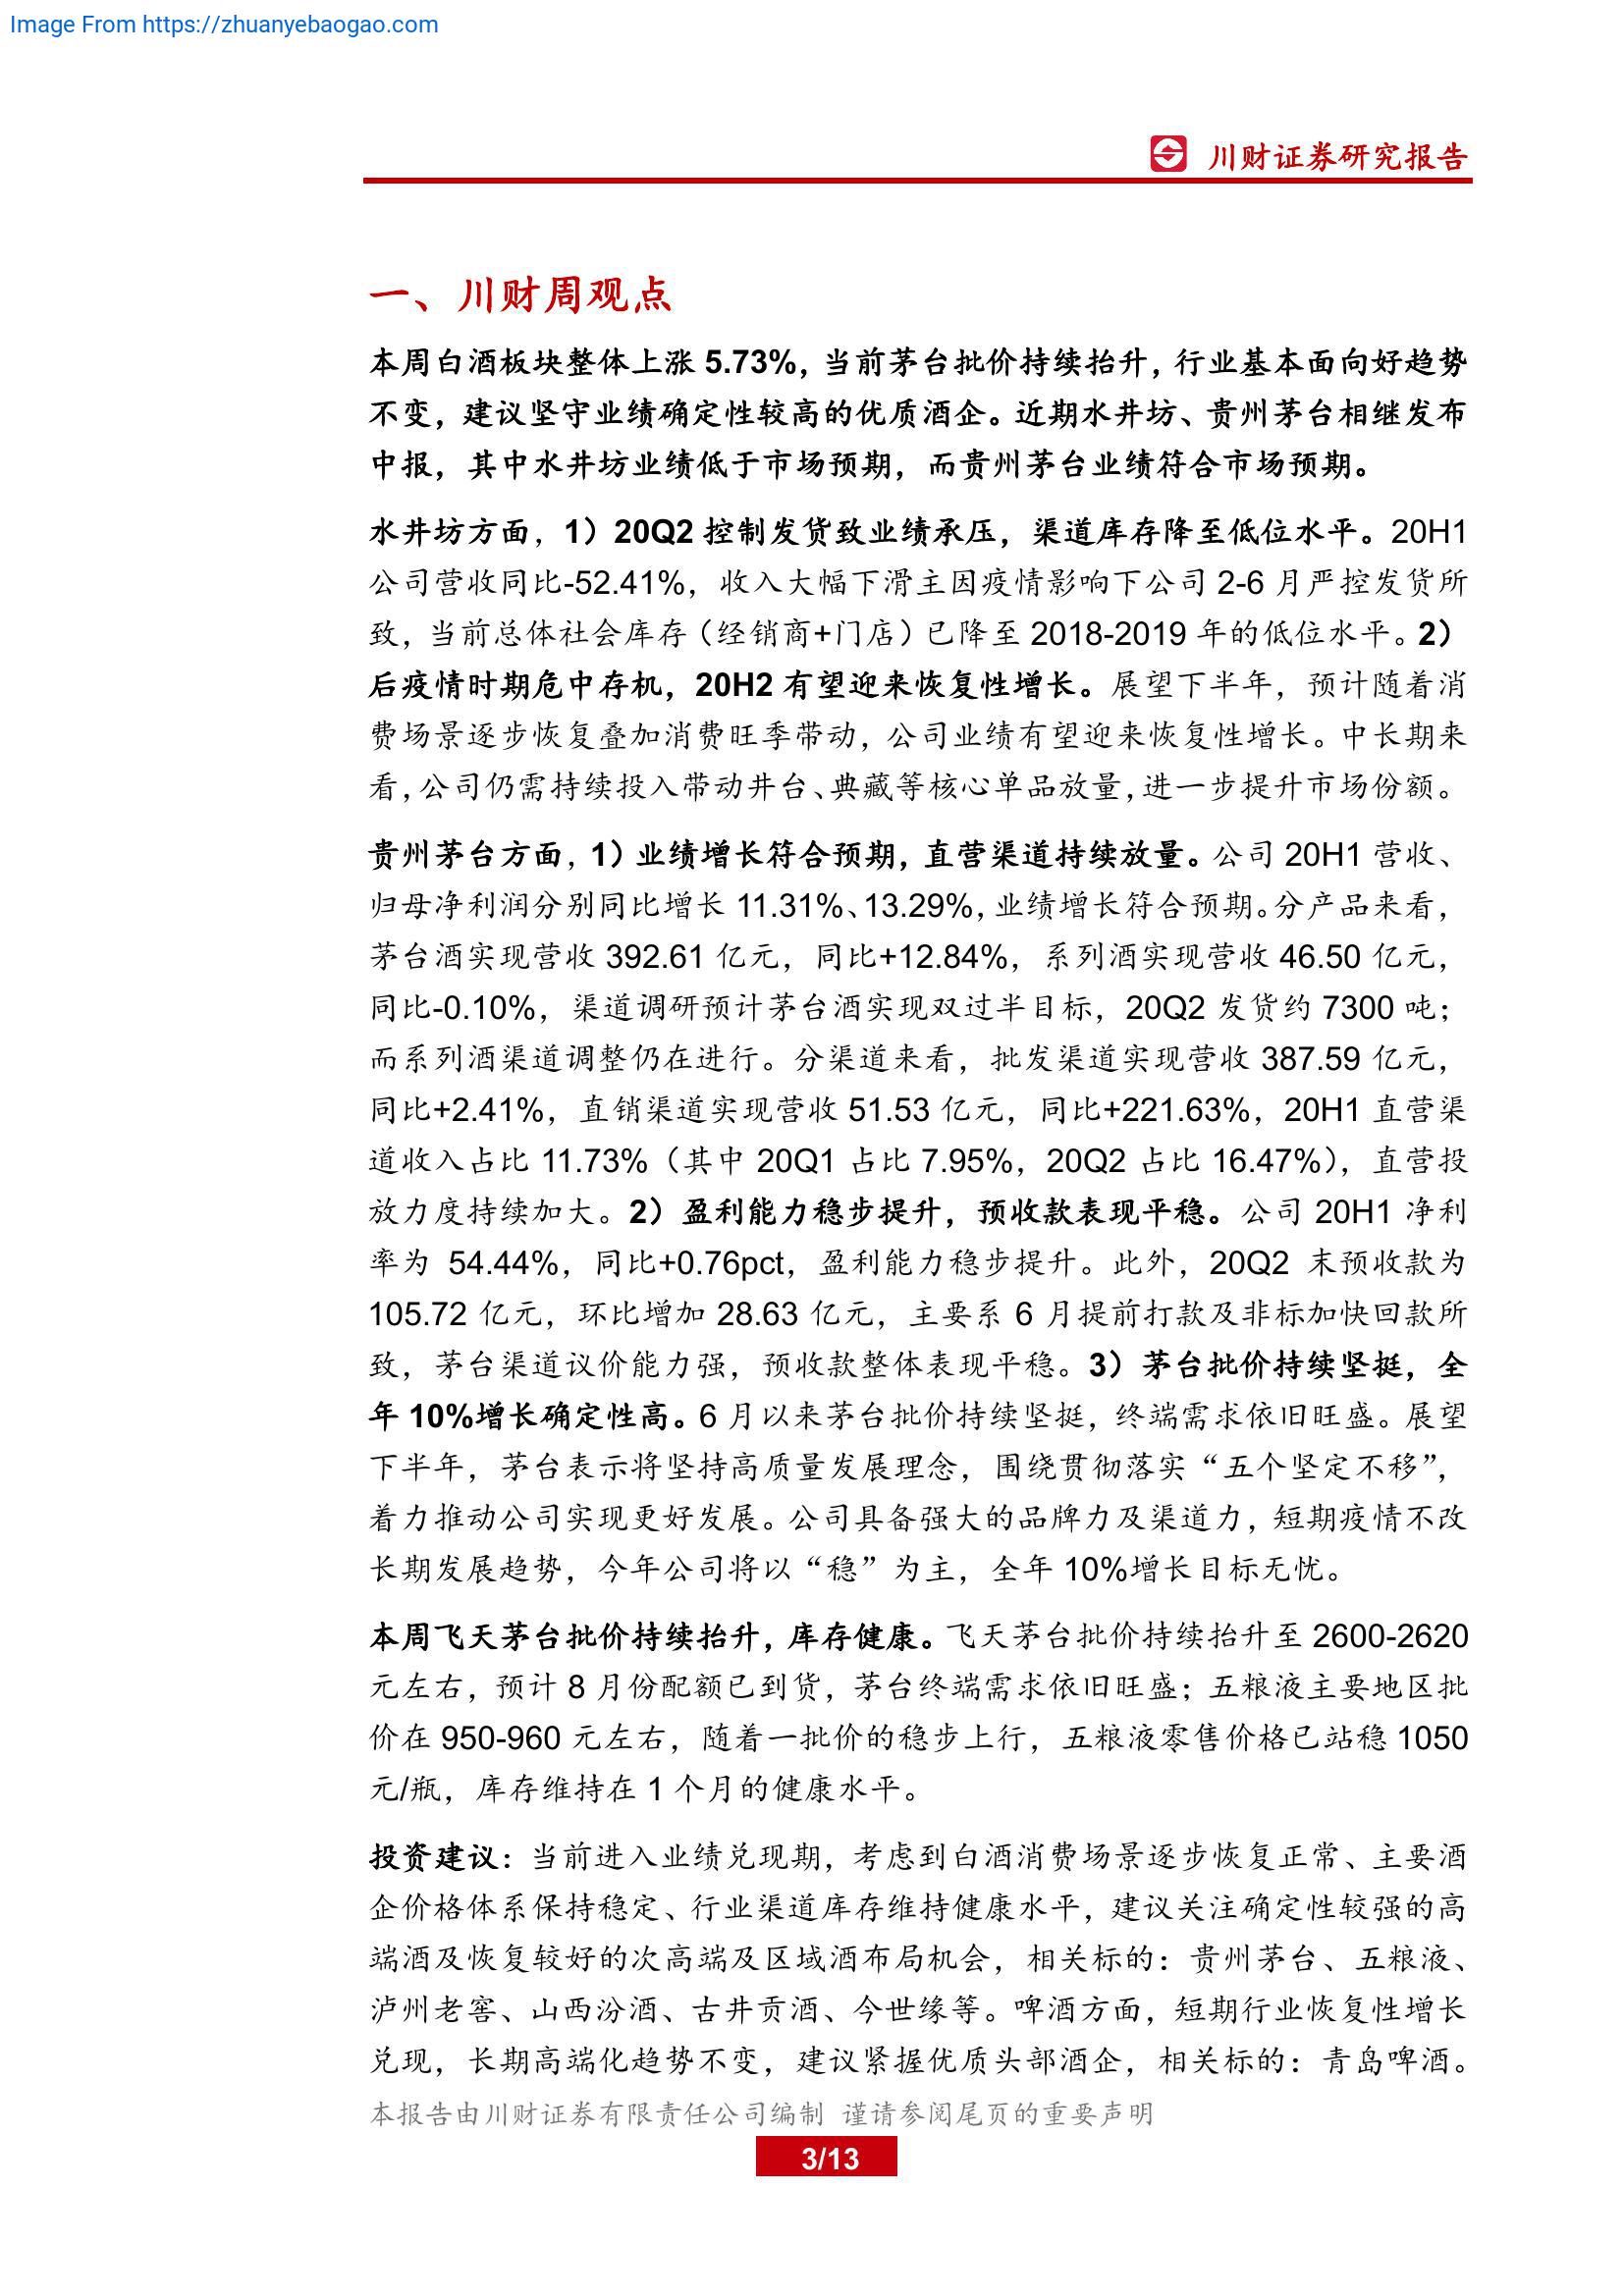 Image From https://zhuanyebaogao.com
川财证券研究报告
一、川财周观点
本周白酒板块整体上涨 5.73%，当前茅台批价持续抬升，行业基本面向好趋势
不变，建议坚守业绩确定性较高的优质酒企。近期水井坊、贵州茅台相继发布
中报，其中水井坊业绩低于市场预期，而贵州茅台业绩符合市场预期。
水井坊方面，1）20Q2 控制发货致业绩承压，渠道库存降至低位水平。20H1
公司营收同比-52.41%，收入大幅下滑主因疫情影响下公司 2-6 月严控发货所
致，当前总体社会库存（经销商+门店）已降至 2018-2019 年的低位水平。2）
后疫情时期危中存机，20H2 有望迎来恢复性增长。展望下半年，预计随着消
费场景逐步恢复叠加消费旺季带动，公司业绩有望迎来恢复性增长。中长期来
看，公司仍需持续投入带动井台、典藏等核心单品放量，进一步提升市场份额。
贵州茅台方面，1）业绩增长符合预期，直营渠道持续放量。公司 20H1 营收、
归母净利润分别同比增长 11.31%、13.29%，业绩增长符合预期。分产品来看，
茅台酒实现营收 392.61 亿元，同比+12.84%，系列酒实现营收 46.50 亿元，
同比-0.10%，渠道调研预计茅台酒实现双过半目标，20Q2 发货约 7300 吨；
而系列酒渠道调整仍在进行。分渠道来看，批发渠道实现营收 387.59 亿元，
同比+2.41%，直销渠道实现营收 51.53 亿元，同比+221.63%，20H1 直营渠
道收入占比 11.73%（其中 20Q1 占比 7.95%，20Q2 占比 16.47%），直营投
放力度持续加大。2）盈利能力稳步提升，预收款表现平稳。公司 20H1 净利
率为 54.44%，同比+0.76pct，盈利能力稳步提升。此外，20Q2 末预收款为
105.72 亿元，环比增加 28.63 亿元，主要系 6 月提前打款及非标加快回款所
致，茅台渠道议价能力强，预收款整体表现平稳。3）茅台批价持续坚挺，全
年 10%增长确定性高。6 月以来茅台批价持续坚挺，终端需求依旧旺盛。展望
下半年，茅台表示将坚持高质量发展理念，围绕贯彻落实“五个坚定不移”，
着力推动公司实现更好发展。公司具备强大的品牌力及渠道力，短期疫情不改
长期发展趋势，今年公司将以“稳”为主，全年 10%增长目标无忧。
本周飞天茅台批价持续抬升，库存健康。飞天茅台批价持续抬升至 2600-2620
元左右，预计 8 月份配额已到货，茅台终端需求依旧旺盛；五粮液主要地区批
价在 950-960 元左右，随着一批价的稳步上行，五粮液零售价格已站稳 1050
元/瓶，库存维持在 1 个月的健康水平。
投资建议：当前进入业绩兑现期，考虑到白酒消费场景逐步恢复正常、主要酒
企价格体系保持稳定、行业渠道库存维持健康水平，建议关注确定性较强的高
端酒及恢复较好的次高端及区域酒布局机会，相关标的：贵州茅台、五粮液、
泸州老窖、山西汾酒、古井贡酒、今世缘等。啤酒方面，短期行业恢复性增长
兑现，长期高端化趋势不变，建议紧握优质头部酒企，相关标的：青岛啤酒。
本报告由川财证券有限责任公司编制 谨请参阅尾页的重要声明
3/13